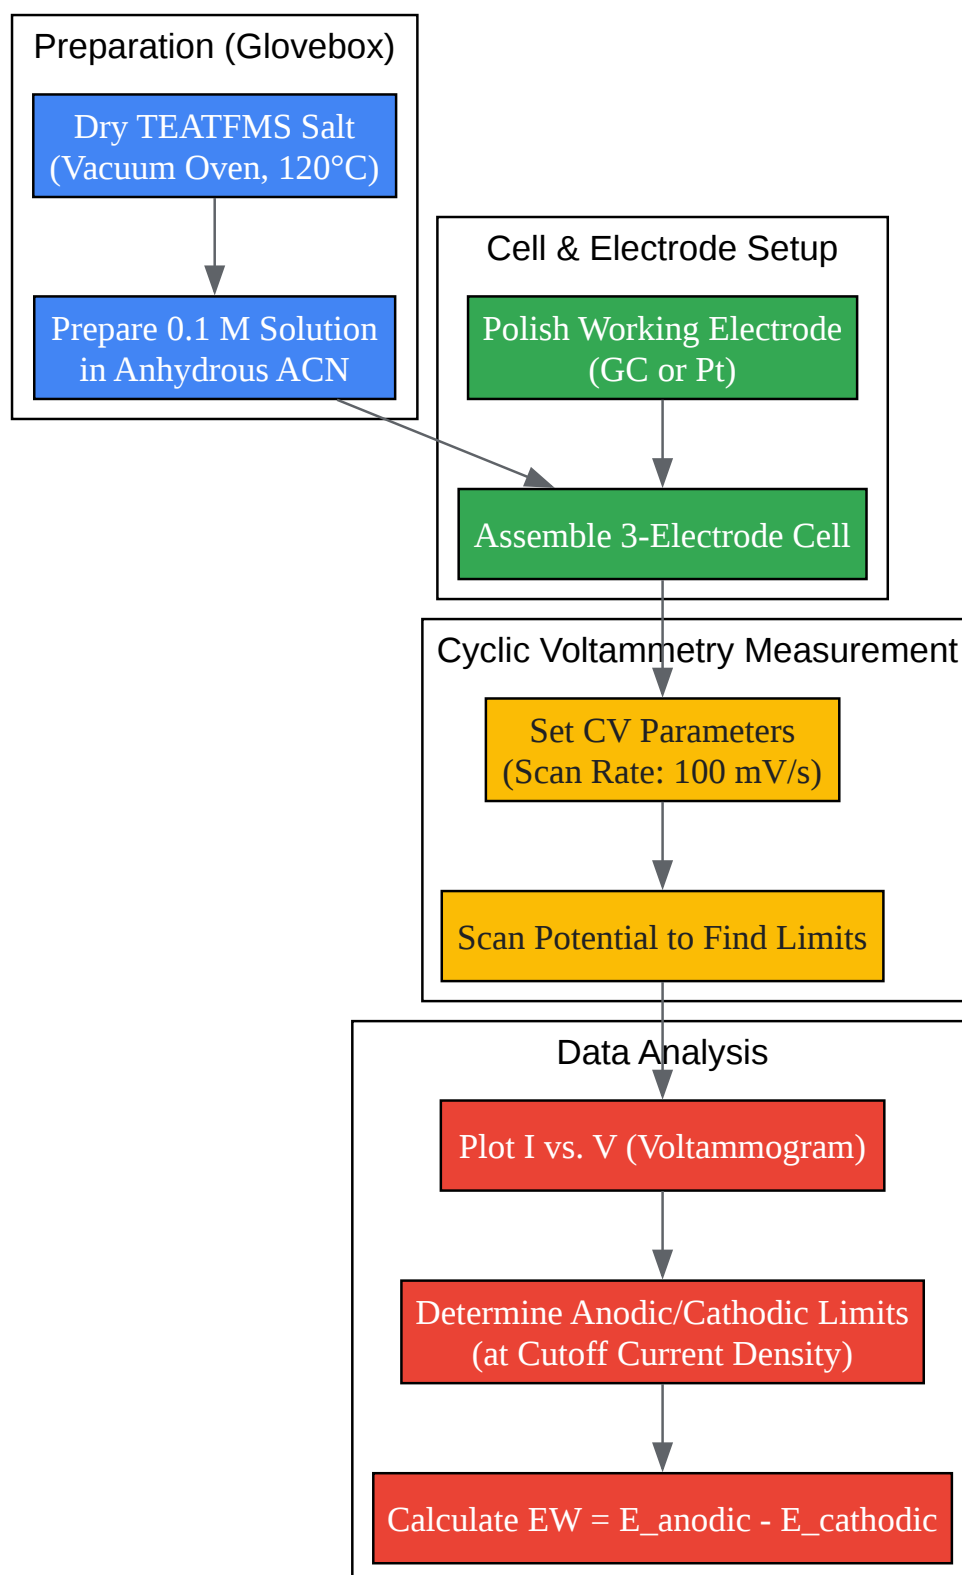 Preparation (Glovebox)
Dry TEATFMS Salt
(Vacuum Oven, 120°C)
Prepare 0.1 M Solution
in Anhydrous ACN
Cell & Electrode Setup
Polish Working Electrode
(GC or Pt)
Assemble 3-Electrode Cell
Cyclic Voltammetry Measurement
Set CV Parameters
(Scan Rate: 100 mV/s)
Scan Potential to Find Limits
Data Analysis
Plot I vs. V (Voltammogram)
Determine Anodic/Cathodic Limits
(at Cutoff Current Density)
Calculate EW = E_anodic - E_cathodic